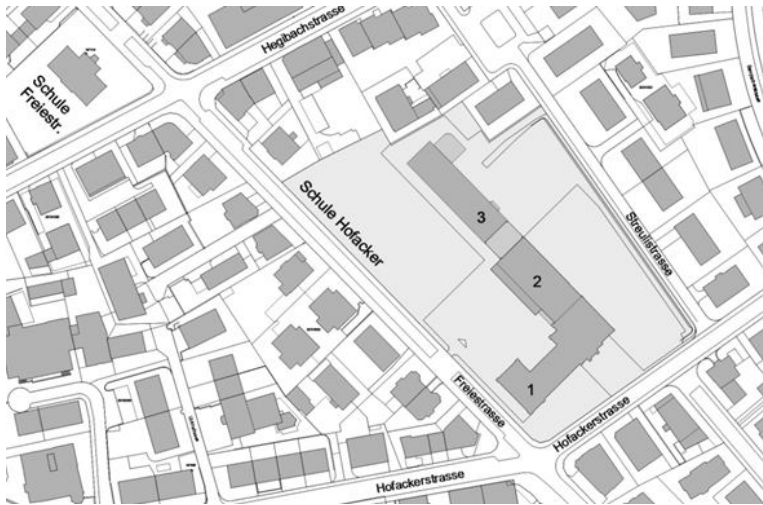 Hegibachstrasse
Schule
Freiestr.
Schule Hofacker
3
2
1
Streulistrasse
Freiestrasse
Hofackerstrasse
Hofackerstrasse